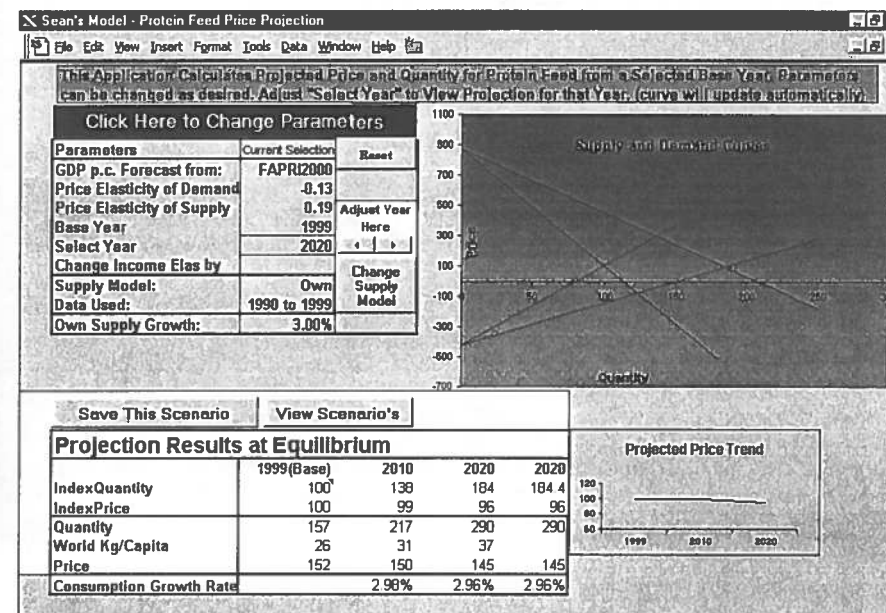 Sean's Model - Protein Feed Price Projection
File Edit View Insert Format Tools Data Window Help
This Application Calculates Projected Price and Quantity for Protein Feed from a Selected Base Year. Parameters
can be changed as desired. Adjust "Select Year" to View Projection for that Year. (curve will update automatically)
Click Here to Change Parameters
Parameters Current Selection Reset
GDP p.c. Forecast from: FAPRI2000
Price Elasticity of Demand -0.13
Price Elasticity of Supply 0.19 Adjust Year
Base Year 1999 Here
Select Year 2020
Change Income Elas by
Change
Supply
Model
Supply Model: Own
Data Used: 1990 to 1999
Own Supply Growth: 3.00%
Supply and Demand Curves
1100
900
700
500
300
100
-100
-300
-500
-700
Price
50 100 150 200 250
Quantity
Save This Scenario View Scenario's
Projection Results at Equilibrium
1999(Base) 2010 2020 2020
IndexQuantity 100 138 184 184.4
IndexPrice 100 99 96 96
Quantity 157 217 290 290
World Kg/Capita 26 31 37
Price 152 150 145 145
Consumption Growth Rate 2.98% 2.96% 2.96%
Projected Price Trend
120
100
80
60
1999 2010 2020